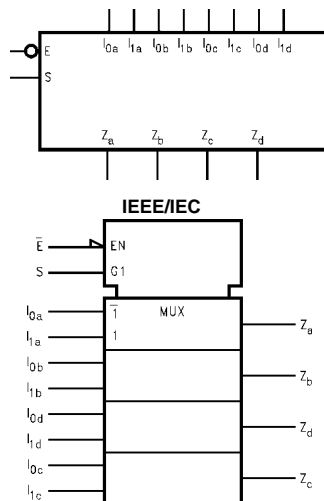 I0a I1a I0b I1b I0c I1c I0d I1d
E
S
Za Zb Zc Zd
IEEE/IEC
E̅ EN
S G1
I0a 1̅ MUX
I1a 1 Za
I0b
I1b Zb
I0d
I1d Zd
I0c
I1c Zc